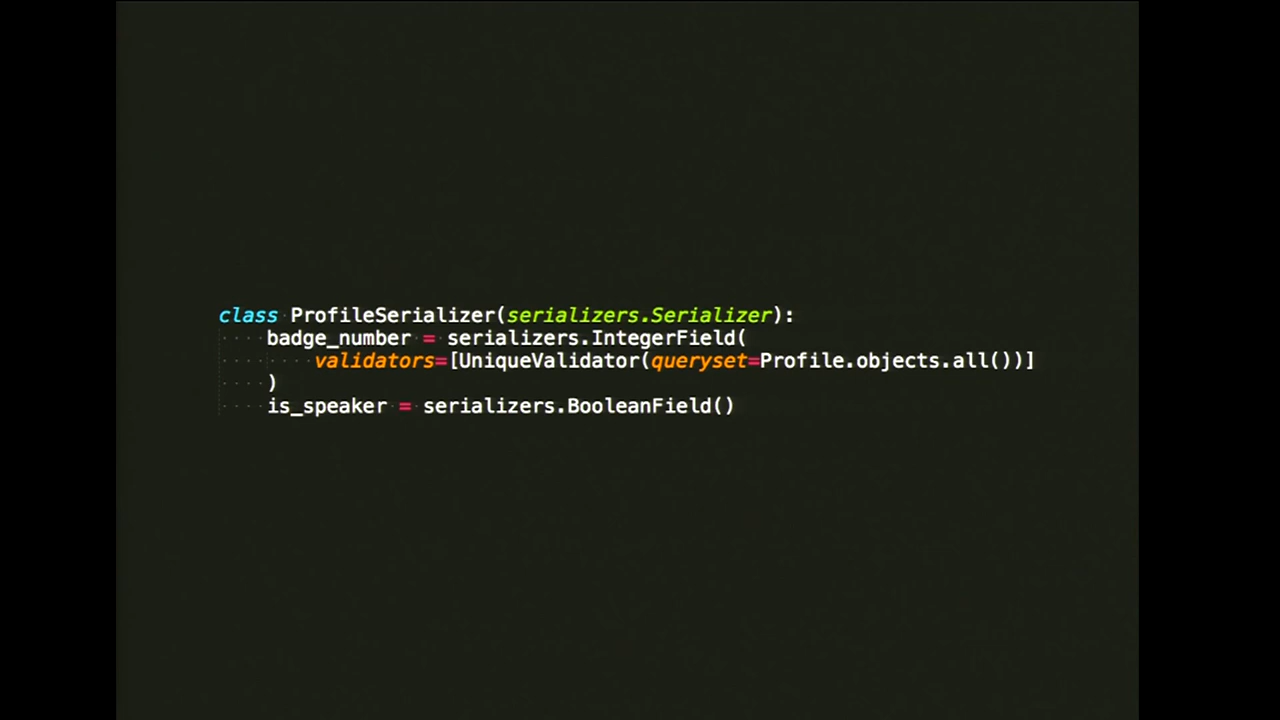 class ProfileSerializer(serializers.Serializer):
    badge_number = serializers.IntegerField(
        validators=[UniqueValidator(queryset=Profile.objects.all())]
    )
    is_speaker = serializers.BooleanField()